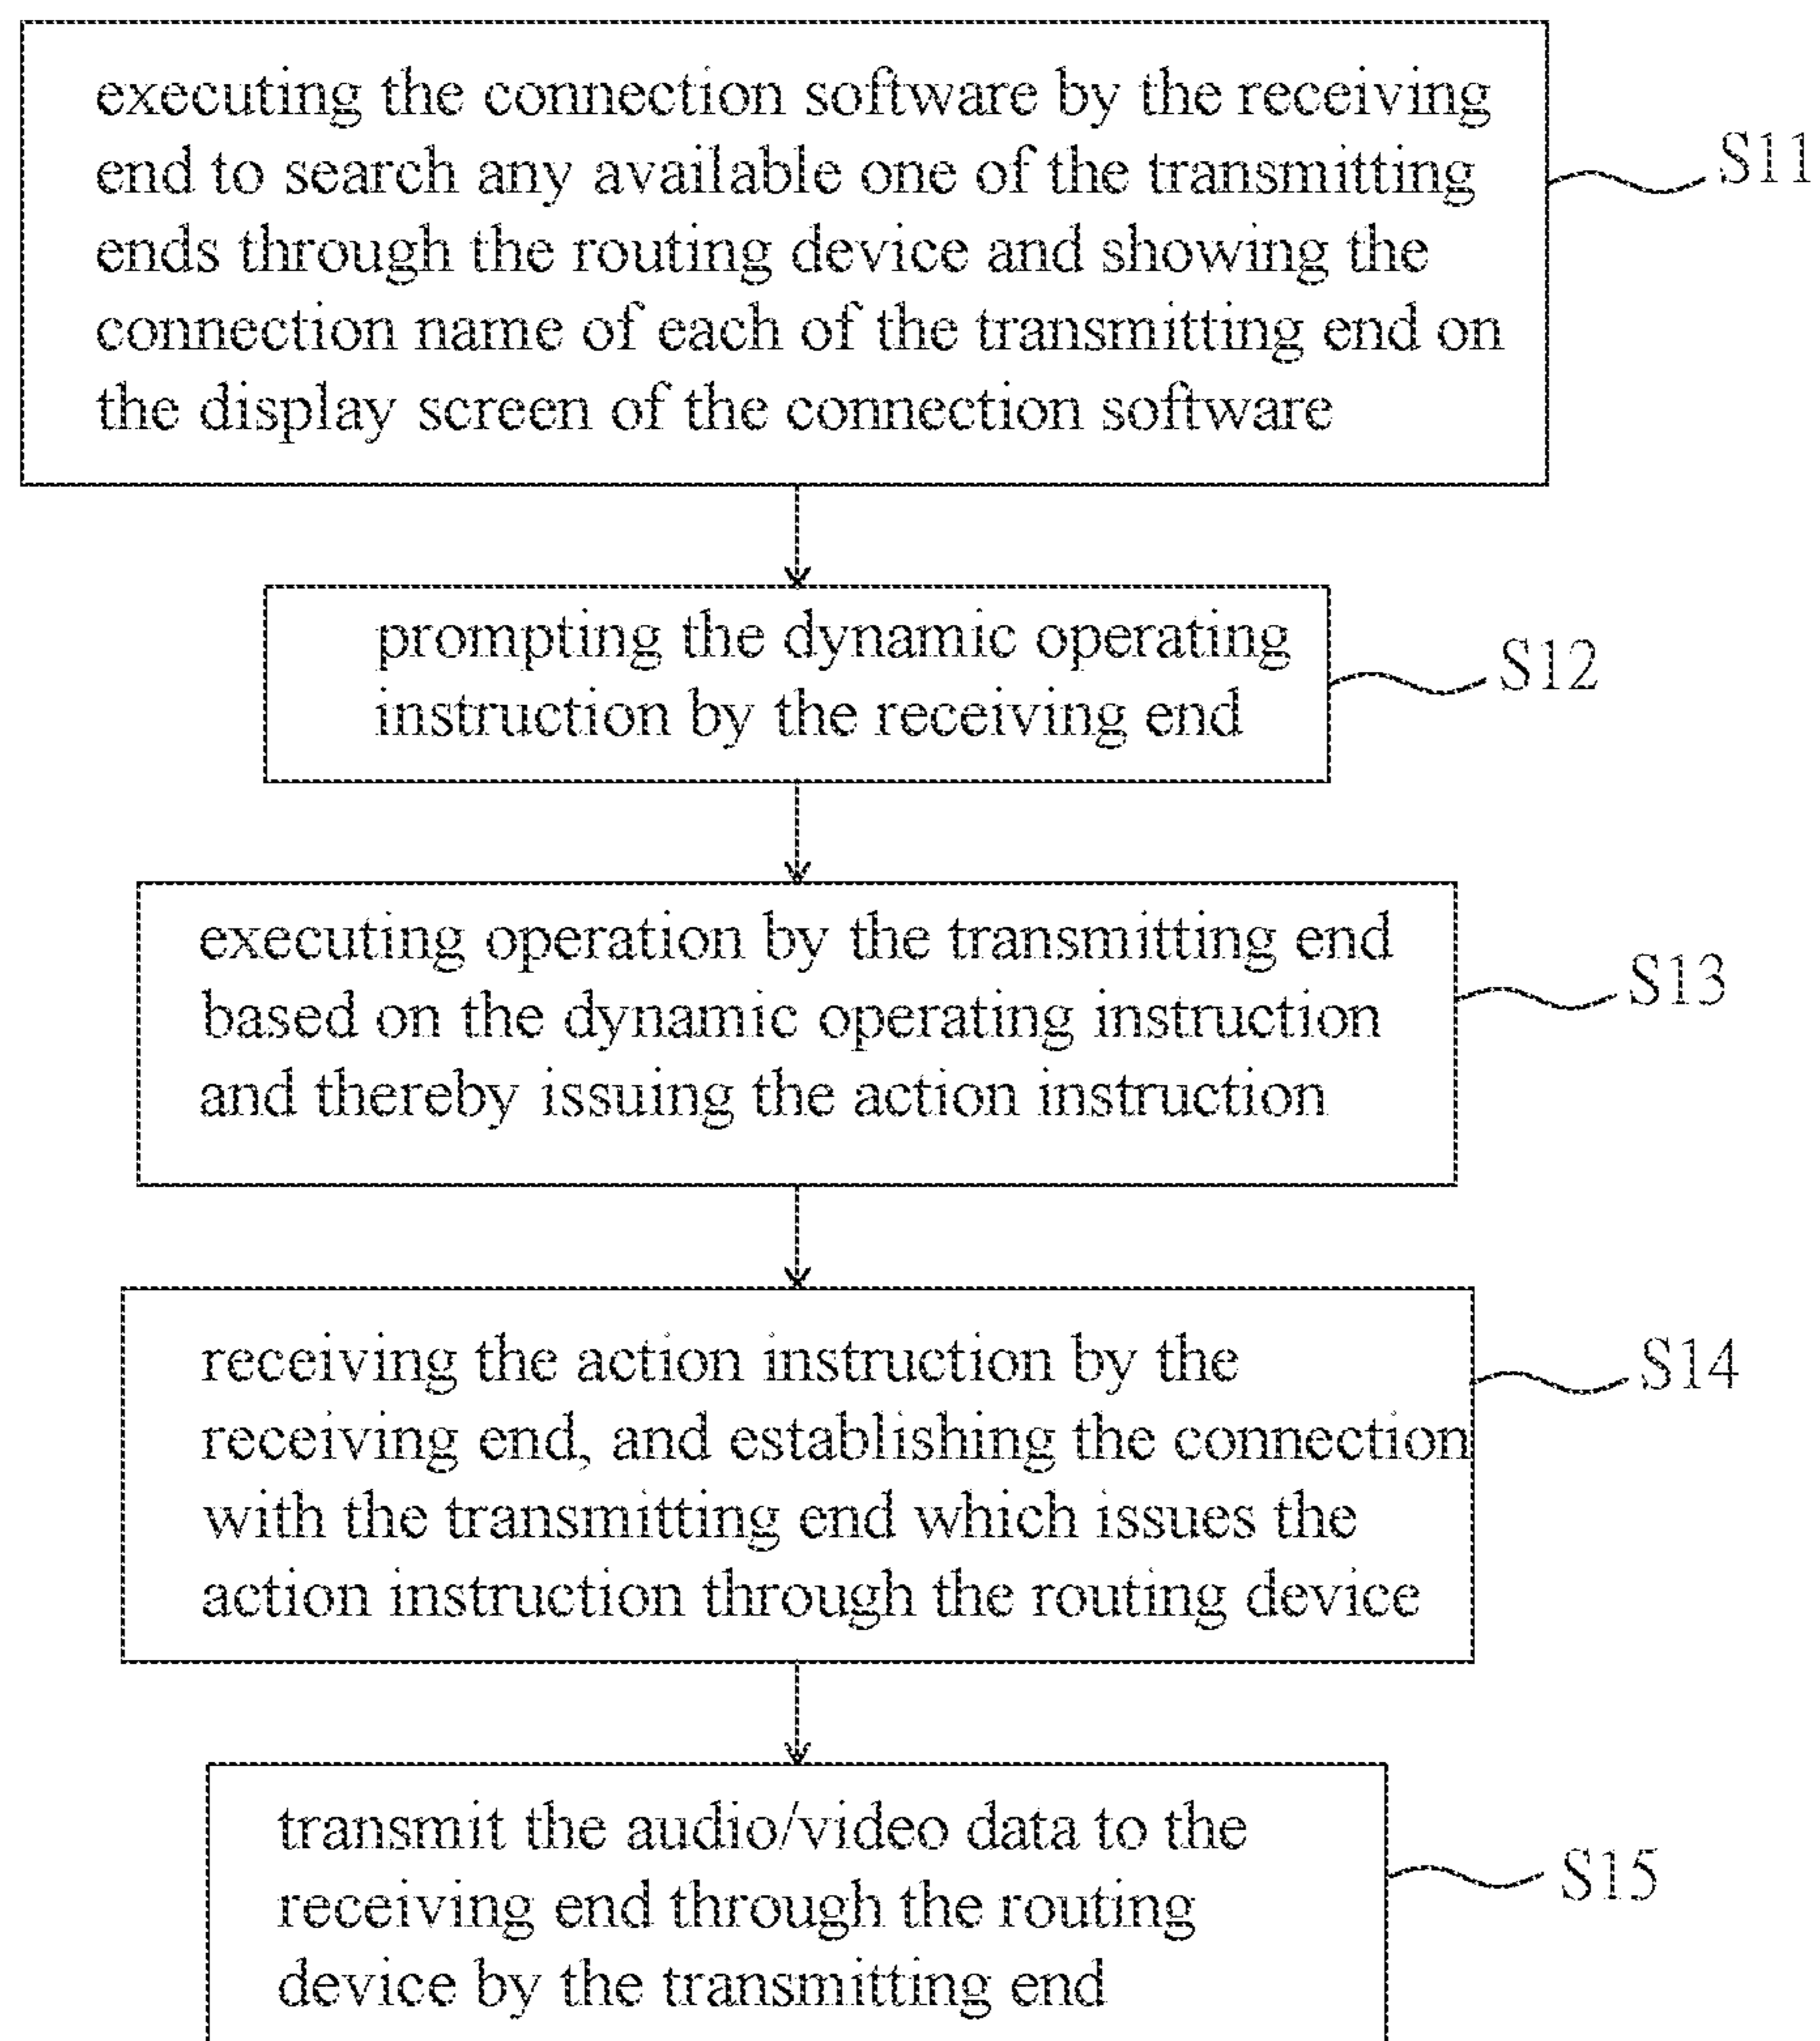 executing the connection software by the receiving
end to search any available one of the transmitting
ends through the routing device and showing the
connection name of each of the transmitting end on
the display screen of the connection software
S11
prompting the dynamic operating
instruction by the receiving end
S12
executing operation by the transmitting end
based on the dynamic operating instruction
and thereby issuing the action instruction
S13
receiving the action instruction by the
receiving end, and establishing the connection
with the transmitting end which issues the
action instruction through the routing device
S14
transmit the audio/video data to the
receiving end through the routing
device by the transmitting end
S15